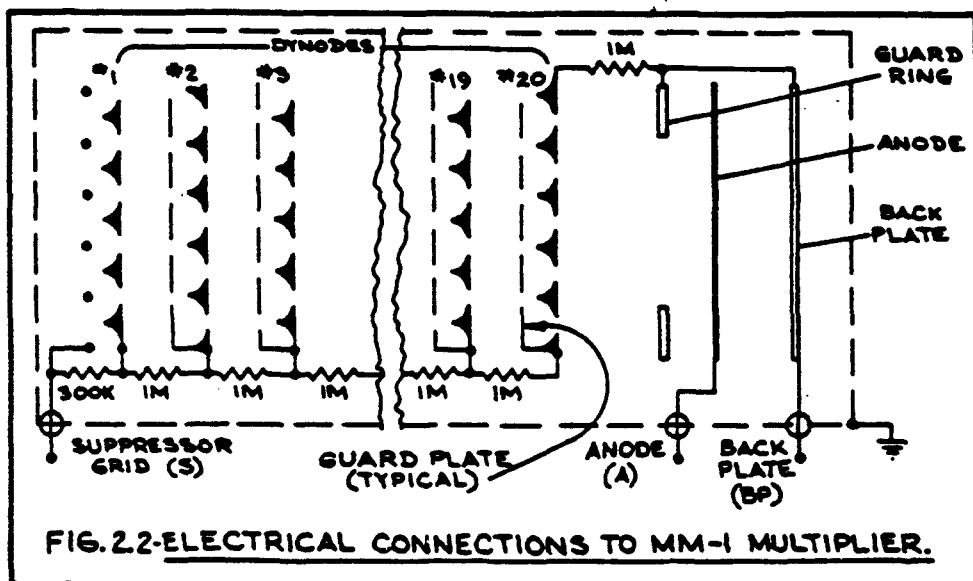 DYNODES
#1 #2 #3 #19 #20
1M
GUARD
RING
ANODE
BACK
PLATE
300K 1M 1M 1M 1M 1M
SUPPRESSOR
GRID (S)
GUARD PLATE
(TYPICAL)
ANODE
(A)
BACK
PLATE
(BP)
FIG. 2.2-ELECTRICAL CONNECTIONS TO MM-1 MULTIPLIER.